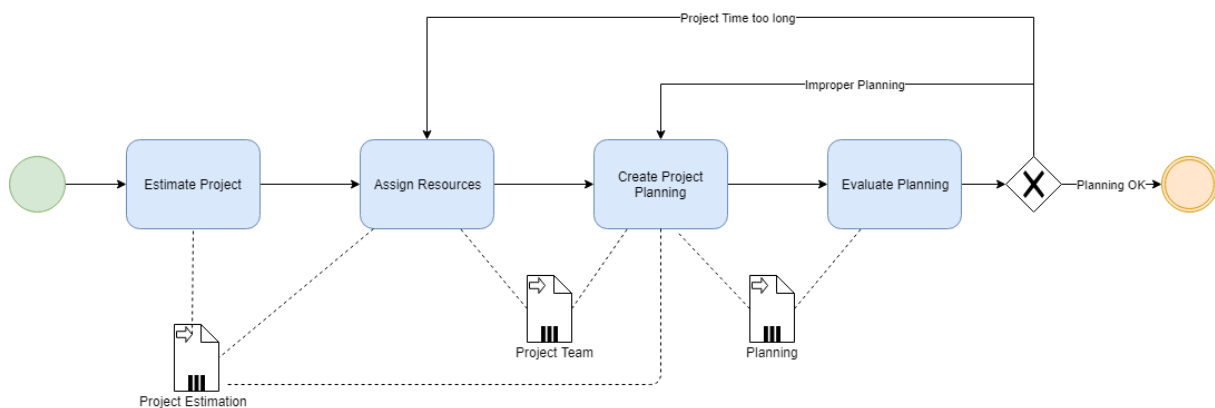 Project Time too long
Improper Planning
Estimate Project
Assign Resources
Create Project
Planning
Evaluate Planning
Planning OK
Project Team
Planning
Project Estimation